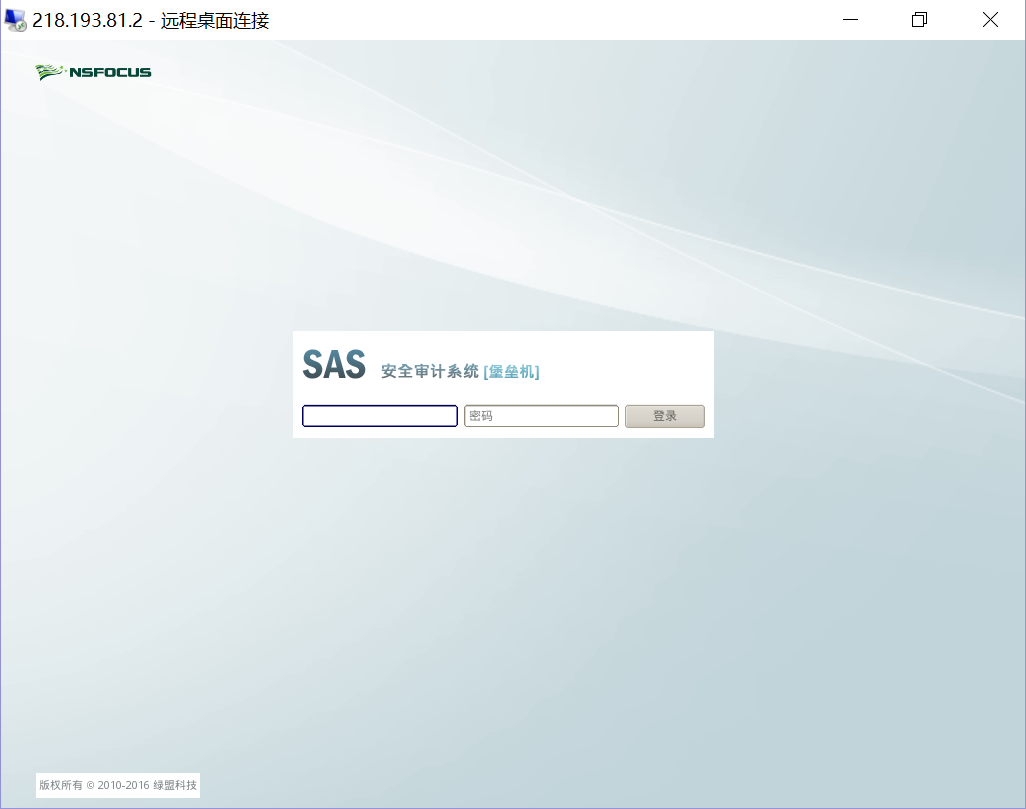 218.193.81.2 - 远程桌面连接
NSFOCUS
SAS 安全审计系统 [堡垒机]
密码 登录
版权所有 © 2010-2016 绿盟科技